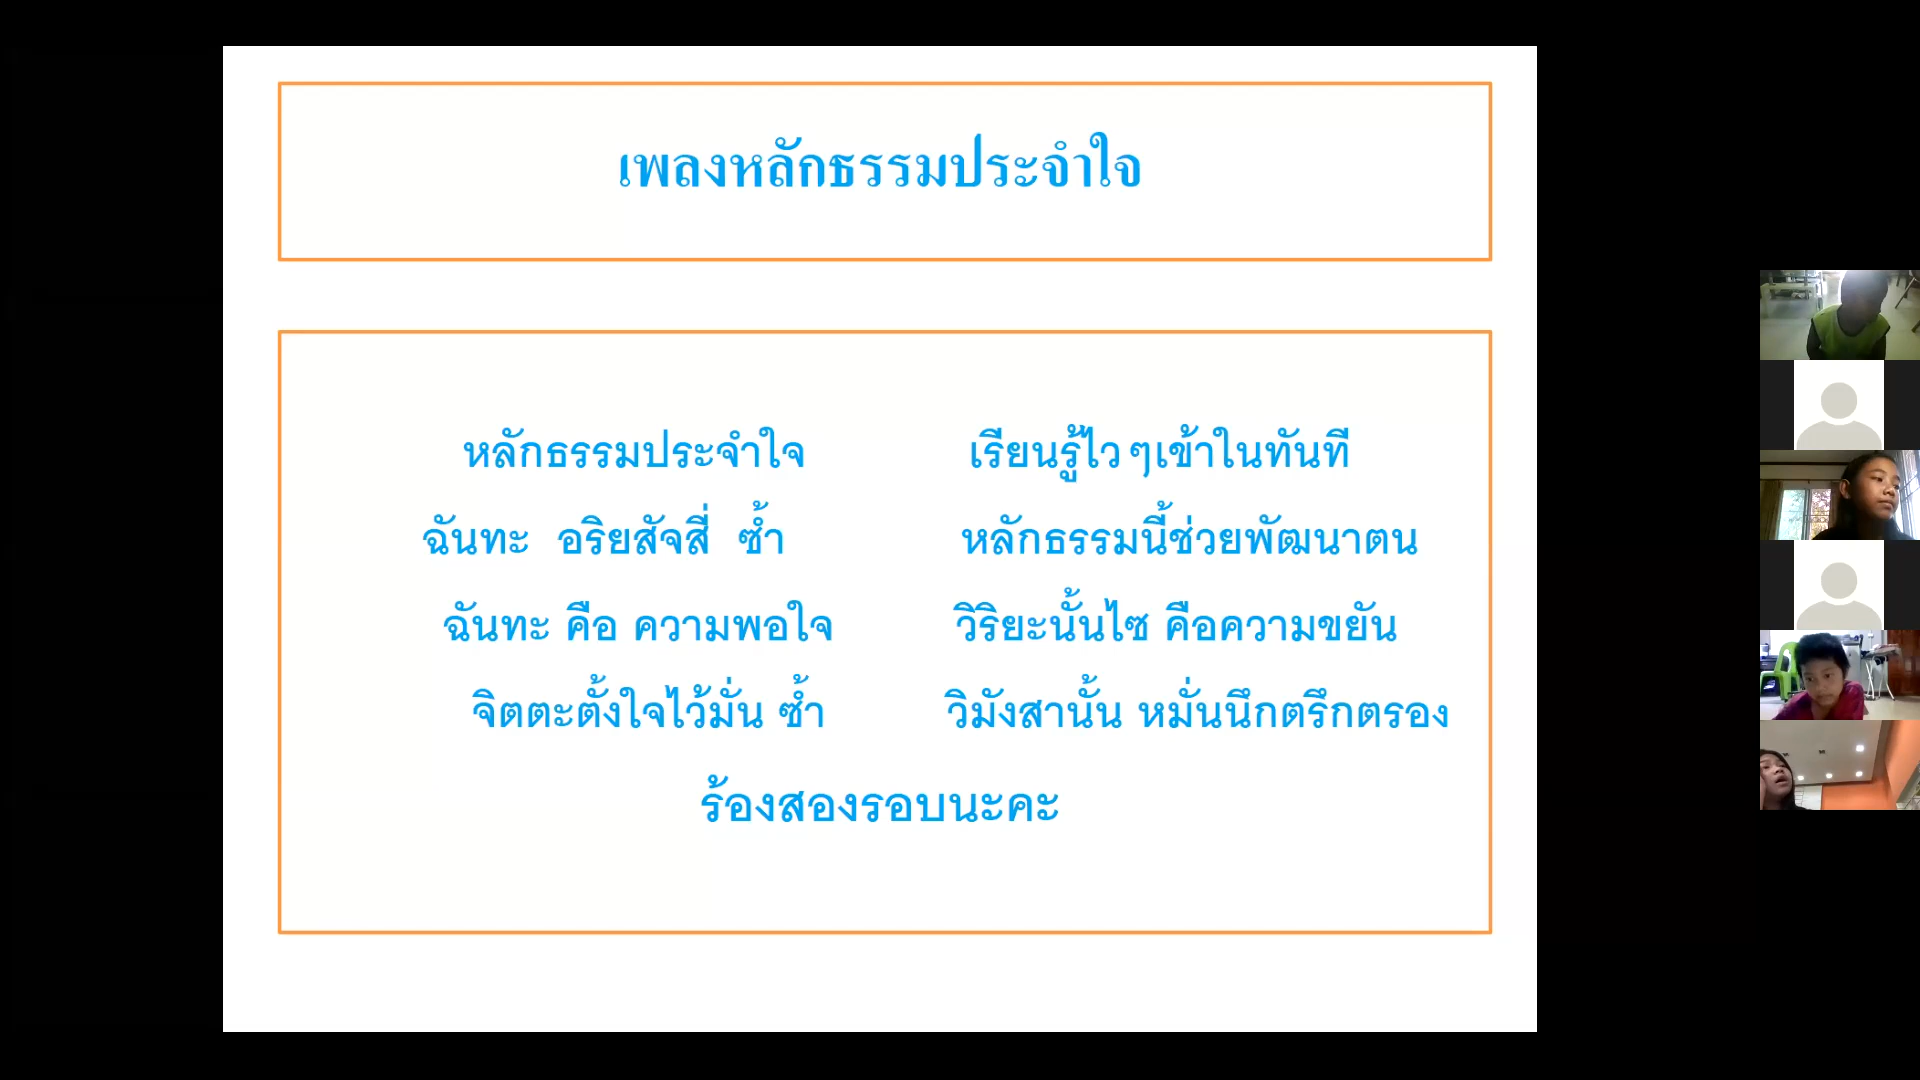 เพลงหลักธรรมประจำใจ
หลักธรรมประจำใจ เรียนรู้ไว ๆเข้าในทันที
ฉันทะ อริยสัจสี่ ซ้ำ หลักธรรมนี้ช่วยพัฒนาตน
ฉันทะ คือ ความพอใจ วิริยะนั้นไซ คือความขยัน
จิตตะตั้งใจไว้มั่น ซ้ำ วิมังสานั้น หมั่นนึกตรึกตรอง
ร้องสองรอบนะคะ